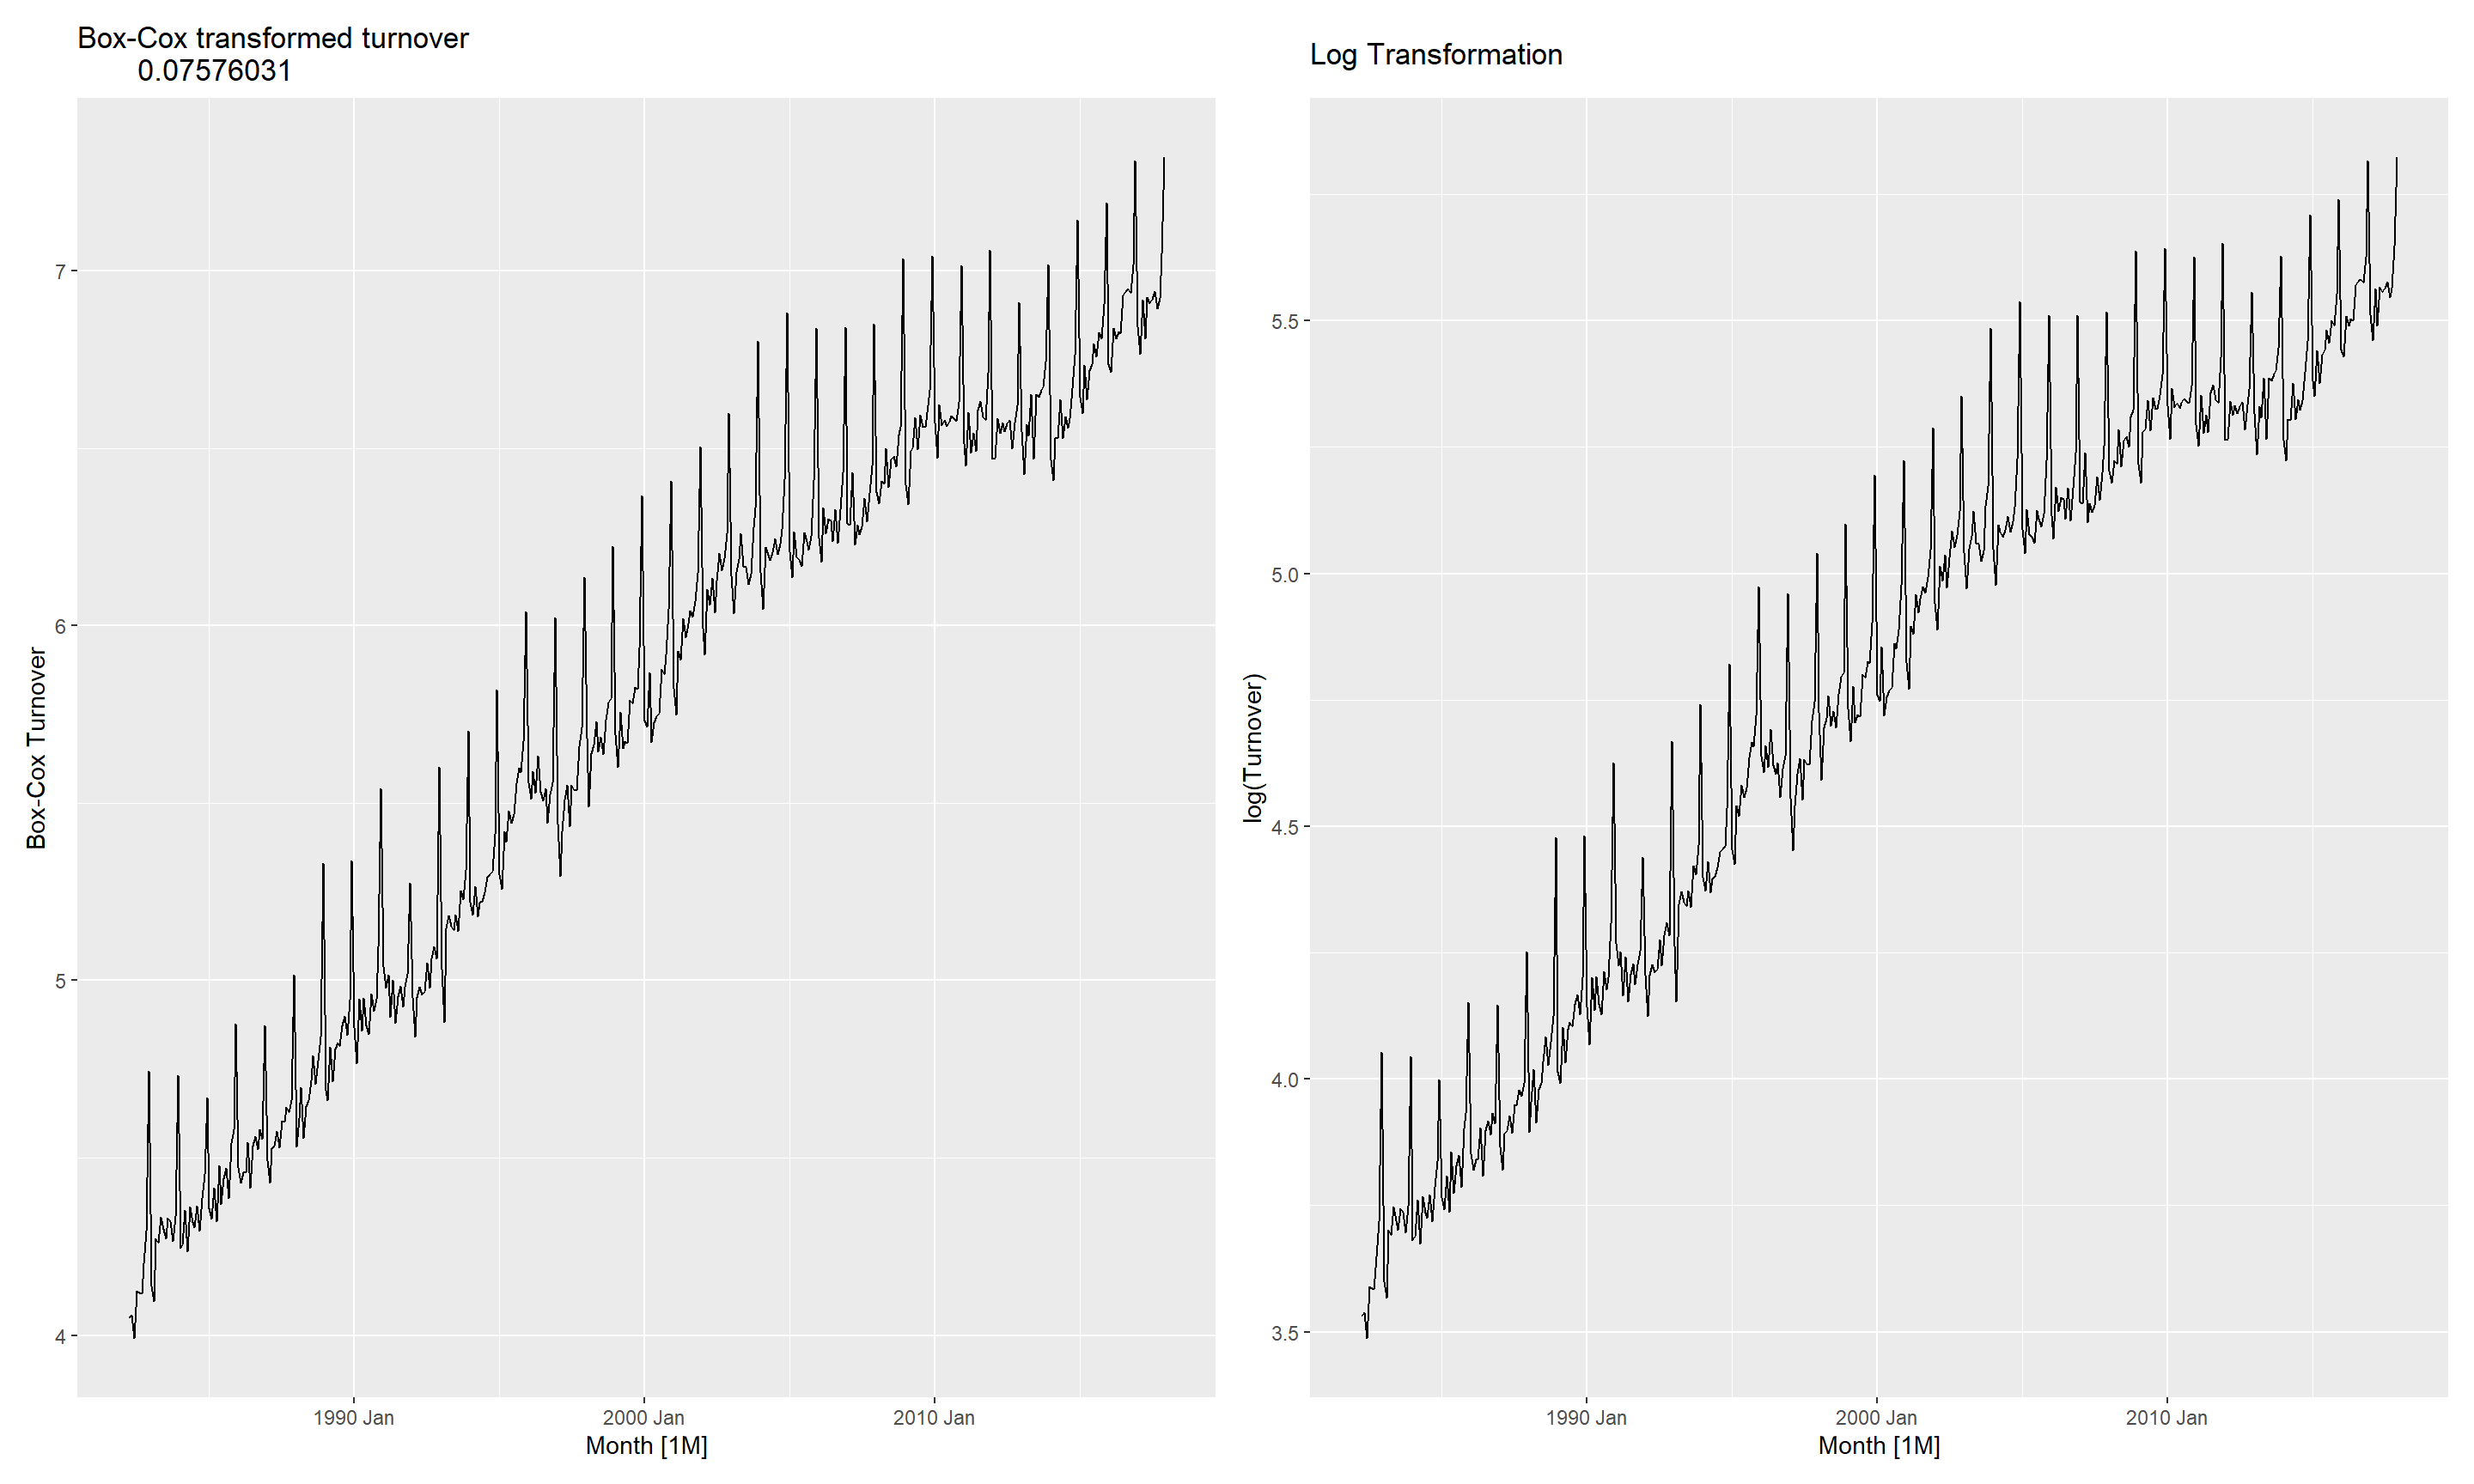 Box-Cox transformed turnover
0.07576031
Box-Cox Turnover
7
6
5
4
1990 Jan
2000 Jan
2010 Jan
Month [1M]
Log Transformation
log(Turnover)
5.5
5.0
4.5
4.0
3.5
1990 Jan
2000 Jan
2010 Jan
Month [1M]